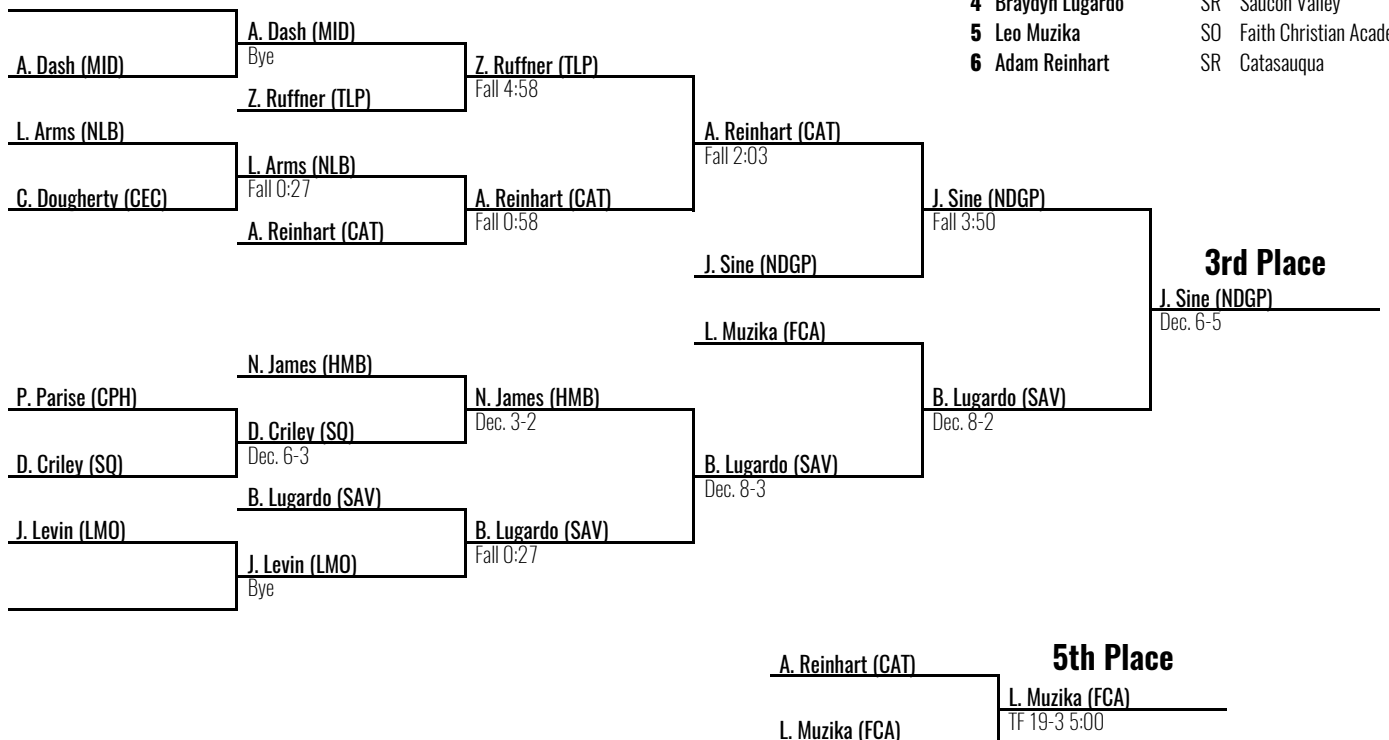 4 Braydyn Lugardo SR Saucon Valley
5 Leo Muzika SO Faith Christian Acade
6 Adam Reinhart SR Catasauqua
A. Dash (MID)
A. Dash (MID)
Bye
Z. Ruffner (TLP)
Z. Ruffner (TLP)
Fall 4:58
L. Arms (NLB)
C. Dougherty (CEC)
L. Arms (NLB)
Fall 0:27
A. Reinhart (CAT)
A. Reinhart (CAT)
Fall 0:58
A. Reinhart (CAT)
Fall 2:03
J. Sine (NDGP)
J. Sine (NDGP)
Fall 3:50
3rd Place
J. Sine (NDGP)
Dec. 6-5
L. Muzika (FCA)
N. James (HMB)
P. Parise (CPH)
D. Criley (SQ)
D. Criley (SQ)
Dec. 6-3
N. James (HMB)
Dec. 3-2
B. Lugardo (SAV)
J. Levin (LMO)
J. Levin (LMO)
Bye
B. Lugardo (SAV)
Fall 0:27
B. Lugardo (SAV)
Dec. 8-3
B. Lugardo (SAV)
Dec. 8-2
5th Place
A. Reinhart (CAT)
L. Muzika (FCA)
L. Muzika (FCA)
TF 19-3 5:00